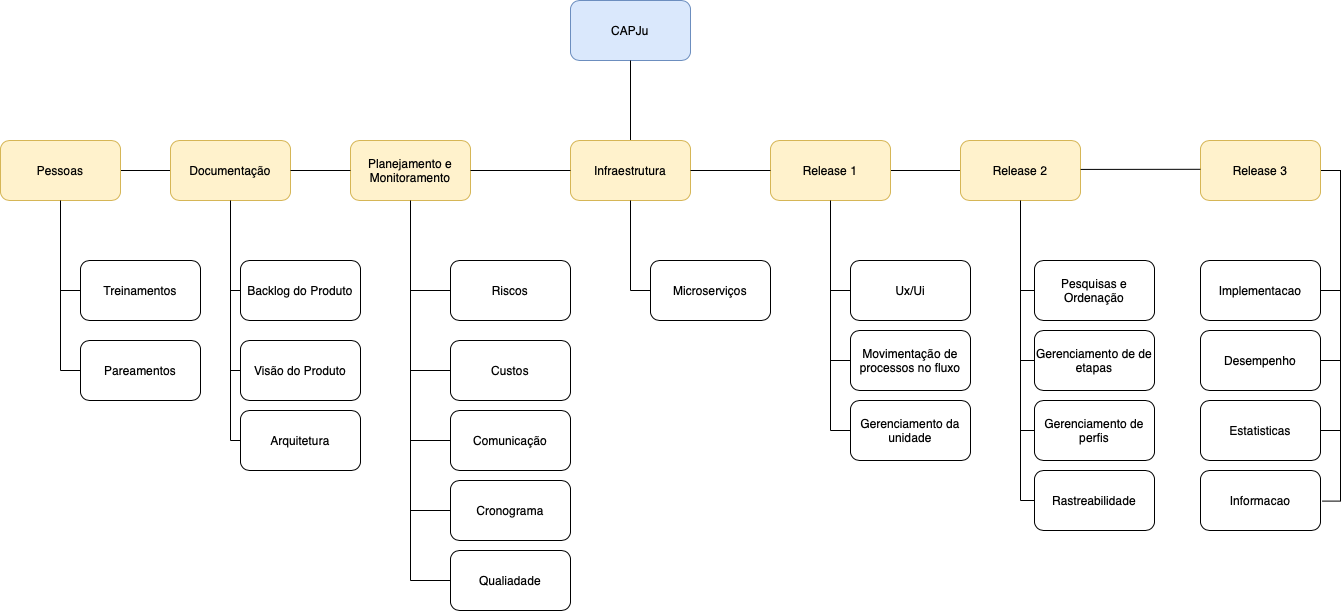 CAPJu
Pessoas
Documentação
Planejamento e
Monitoramento
Infraestrutura
Release 1
Release 2
Release 3
Treinamentos
Pareamentos
Backlog do Produto
Visão do Produto
Arquitetura
Riscos
Custos
Comunicação
Cronograma
Qualiadade
Microserviços
Ux/Ui
Movimentação de
processos no fluxo
Gerenciamento da
unidade
Pesquisas e
Ordenação
Gerenciamento de de
etapas
Gerenciamento de
perfis
Rastreabilidade
Implementacao
Desempenho
Estatisticas
Informacao